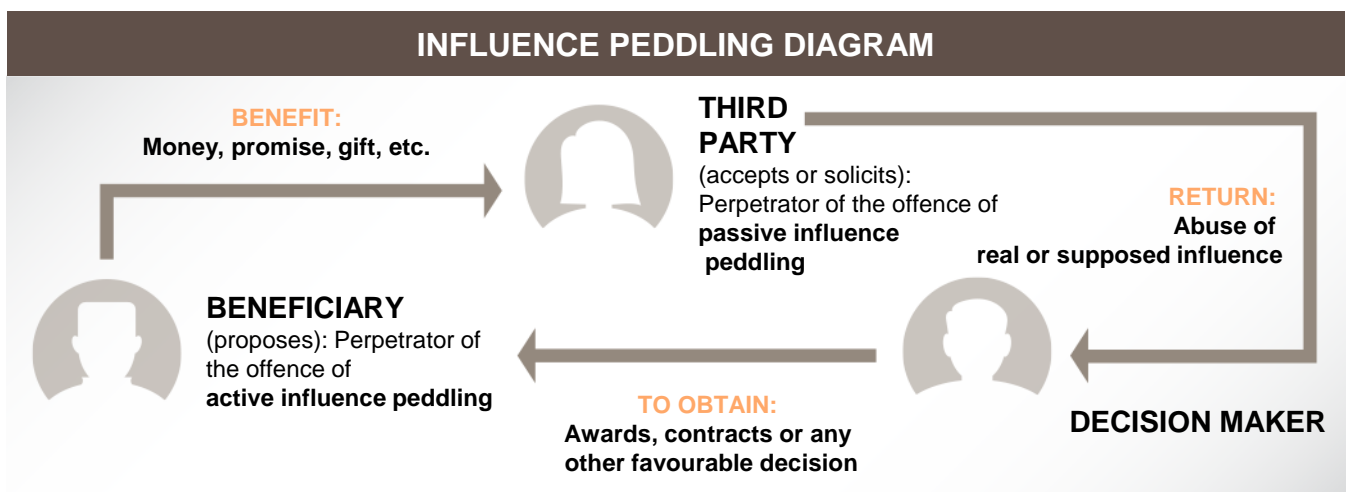 INFLUENCE PEDDLING DIAGRAM
BENEFIT:
Money, promise, gift, etc.
THIRD
PARTY
(accepts or solicits):
Perpetrator of the offence of
passive influence
peddling
RETURN:
Abuse of
real or supposed influence
BENEFICIARY
(proposes): Perpetrator of
the offence of
active influence peddling
TO OBTAIN:
Awards, contracts or any
other favourable decision
DECISION MAKER